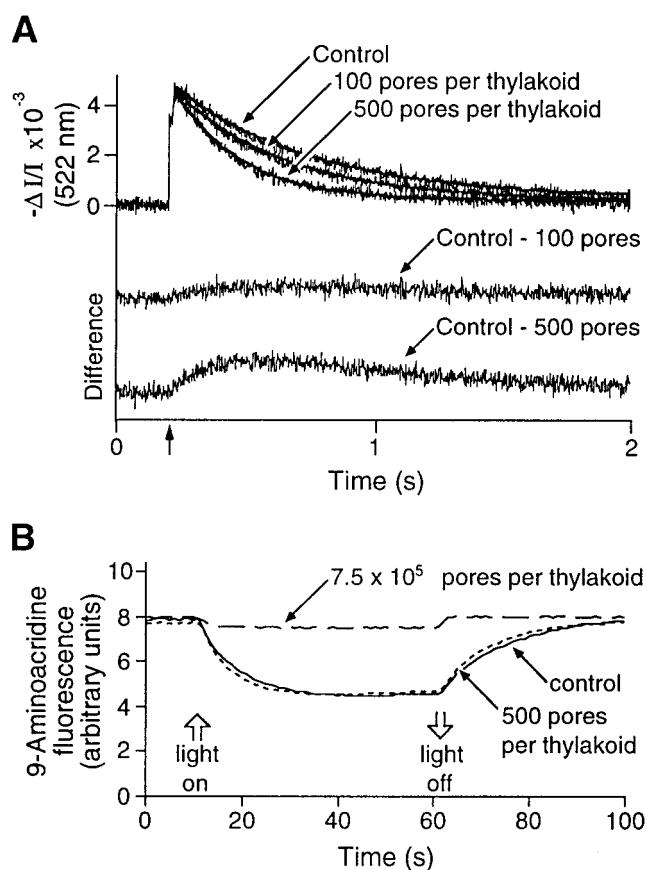 A
-Δ I/I x10⁻³
(522 nm)
4
2
0
Control
100 pores per thylakoid
500 pores per thylakoid
Difference
Control - 100 pores
Control - 500 pores
0
1
2
Time (s)
B
9-Aminoacridine
fluorescence
(arbitrary units)
10
8
6
4
2
0
7.5 x 10⁵ pores per thylakoid
control
500 pores
per thylakoid
light
on
light
off
0
20
40
60
80
100
Time (s)